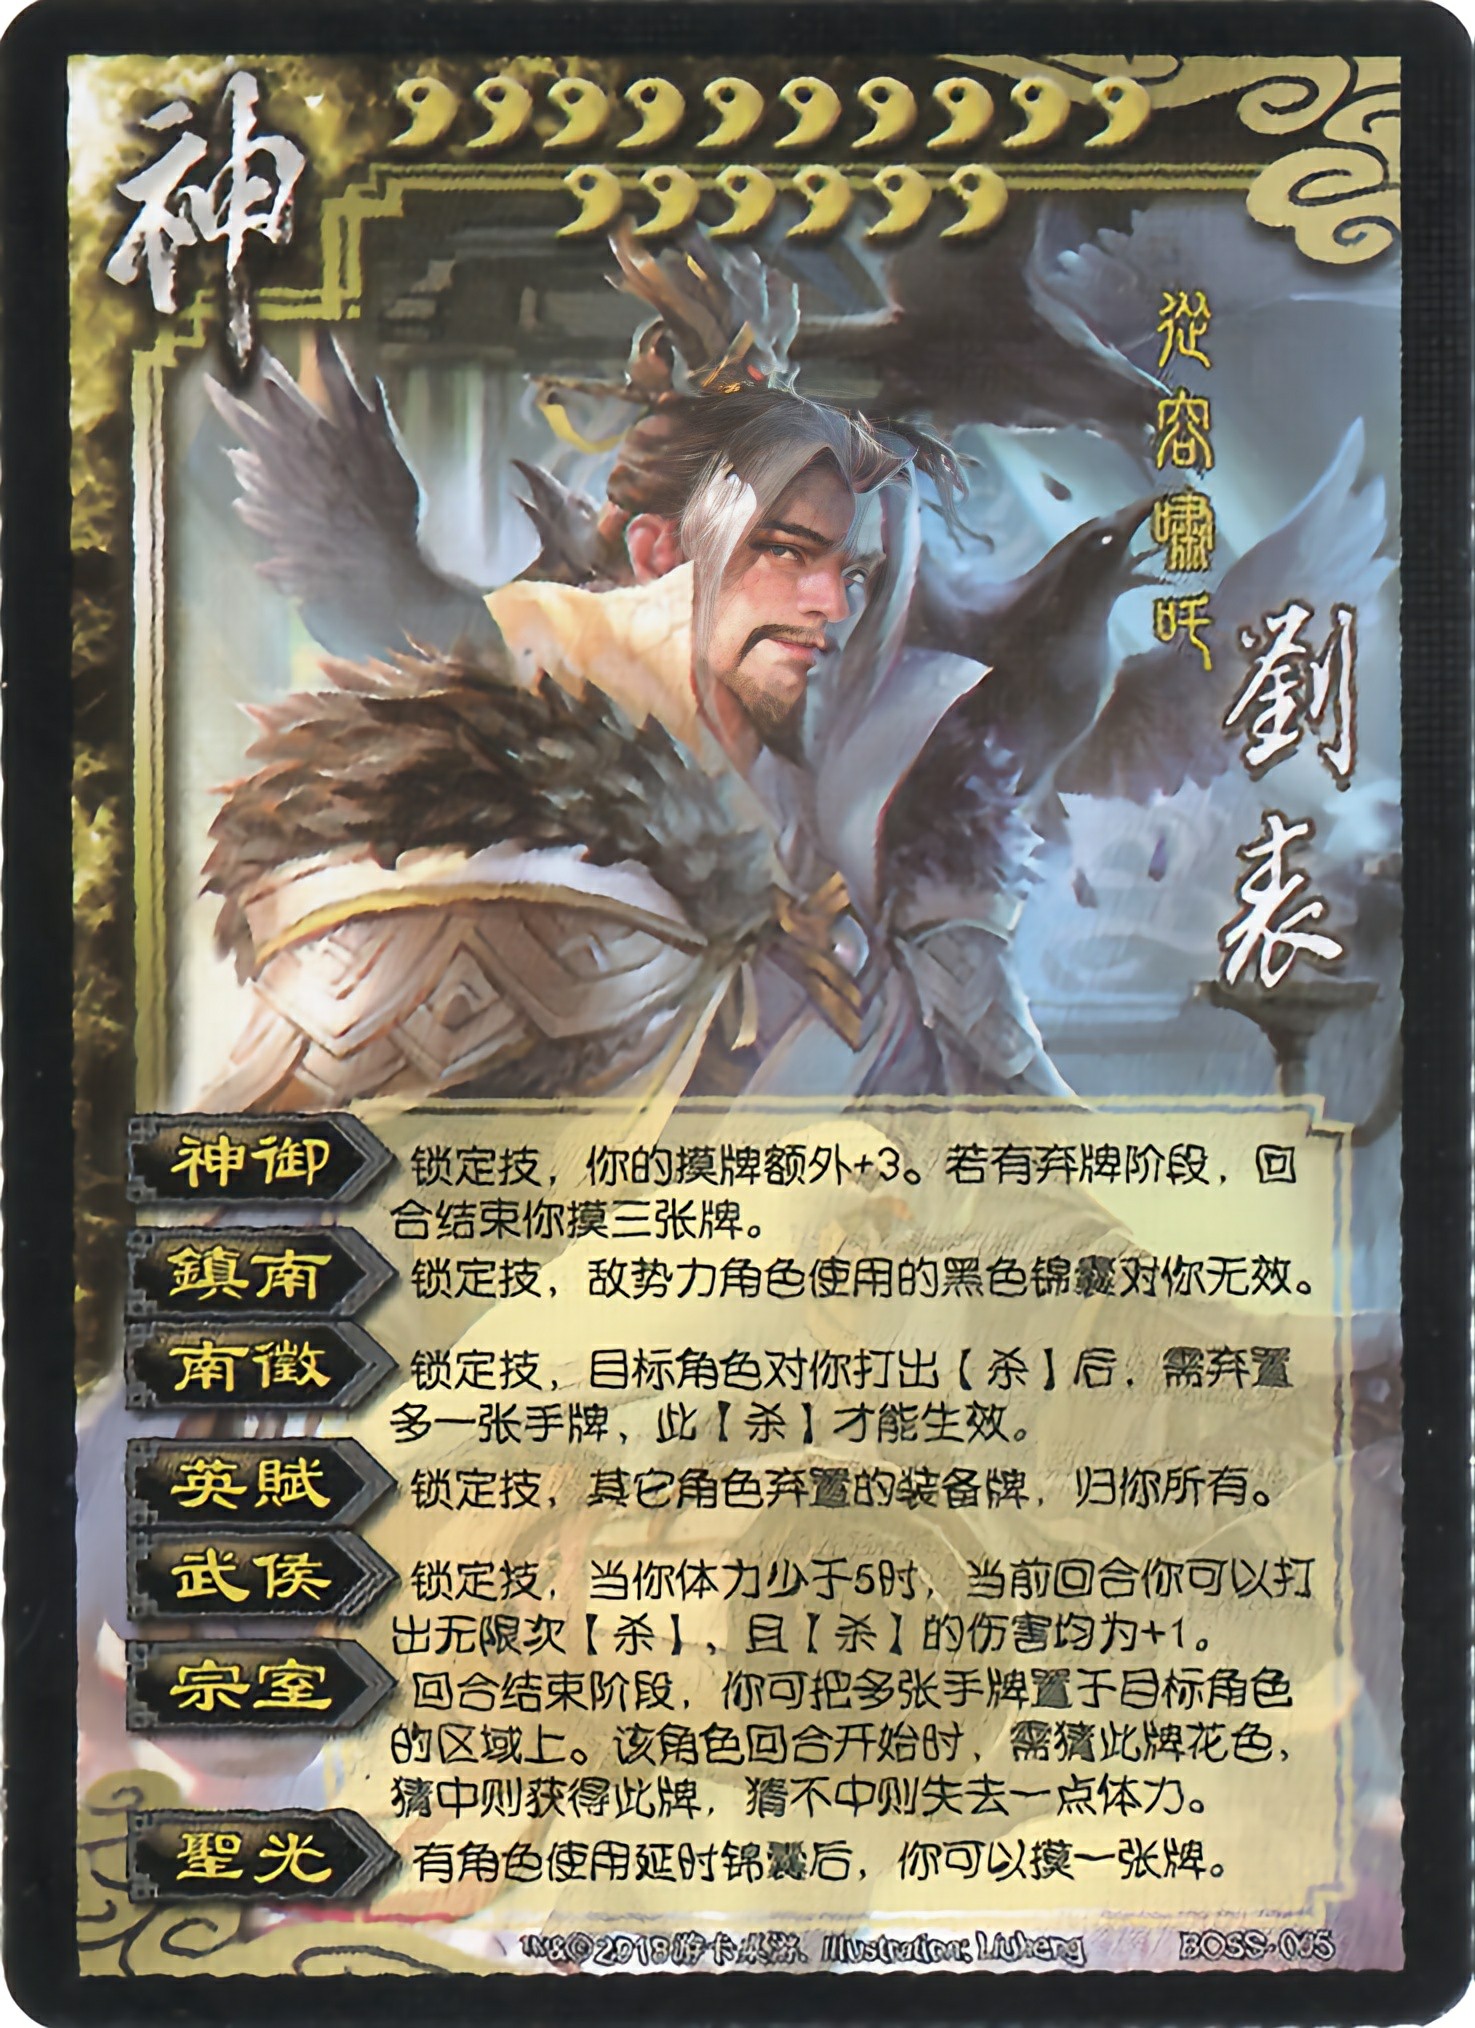 神
從容嘯吒
劉表
神御
锁定技，你的摸牌额外+3。若有弃牌阶段，回
合结束你摸三张牌。
鎮南
锁定技，敌势力角色使用的黑色锦囊对你无效。
南徵
锁定技，目标角色对你打出【杀】后，需弃置
多一张手牌，此【杀】才能生效。
英賦
锁定技，其它角色弃置的装备牌，归你所有。
武侯
锁定技，当你体力少于5时，当前回合你可以打
出无限次【杀】，且【杀】的伤害均为+1。
宗室
回合结束阶段，你可把多张手牌置于目标角色
的区域上。该角色回合开始时，需猜此牌花色，
猜中则获得此牌，猜不中则失去一点体力。
聖光
有角色使用延时锦囊后，你可以摸一张牌。
™&©2018游卡桌游. Illustration: Liuheng
BOSS-005